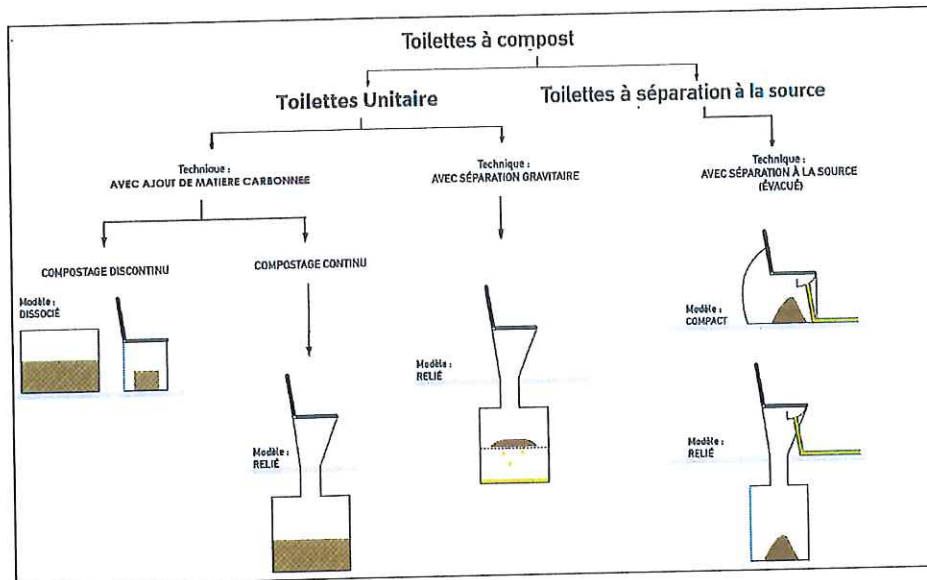 Toilettes à compost
Toilettes Unitaire
Toilettes à séparation à la source
Technique :
AVEC AJOUT DE MATIERE CARBONNEE
Technique :
AVEC SÉPARATION GRAVITAIRE
Technique :
AVEC SÉPARATION À LA SOURCE
(ÉVACUÉ)
COMPOSTAGE DISCONTINU
COMPOSTAGE CONTINU
Modèle :
DISSOCIÉ
Modèle :
RELIÉ
Modèle :
RELIÉ
Modèle :
COMPACT
Modèle :
RELIÉ